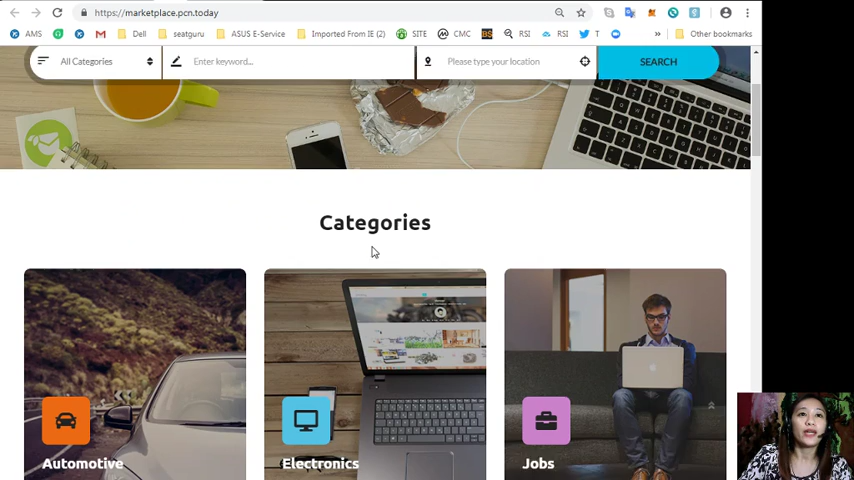 https://marketplace.pcn.today
AMS
Dell
seatguru
ASUS E-Service
Imported From IE (2)
SITE
CMC
BS
RSI
RSI
T
»
Other bookmarks
All Categories
Enter keyword...
Please type your location
SEARCH
Categories
Automotive
Electronics
Jobs